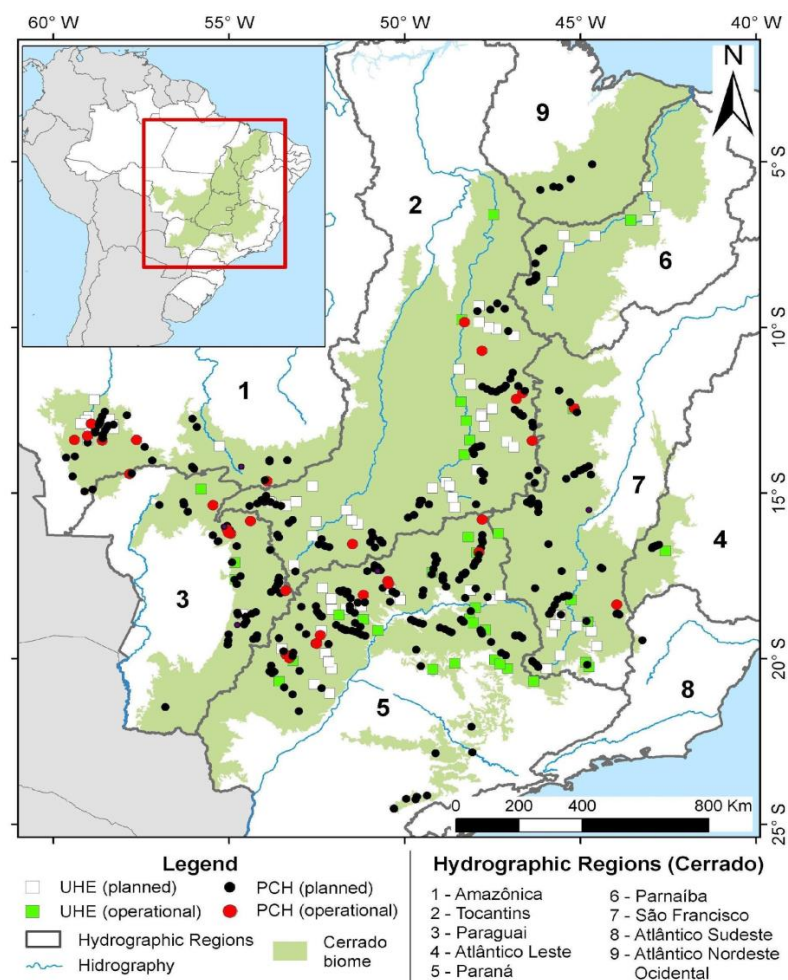 60° W
55° W
50° W
45° W
40° W
N
5°S
10°S
15°S
20°S
25°S
9
2
6
1
7
4
3
8
5
0
200
400
800 Km
Legend
UHE (planned)
PCH (planned)
UHE (operational)
PCH (operational)
Hydrographic Regions
Hidrography
Cerrado
biome
Hydrographic Regions (Cerrado)
1 - Amazônica
2 - Tocantins
3 - Paraguai
4 - Atlântico Leste
5 - Paraná
6 - Parnaíba
7 - São Francisco
8 - Atlântico Sudeste
9 - Atlântico Nordeste
Ocidental